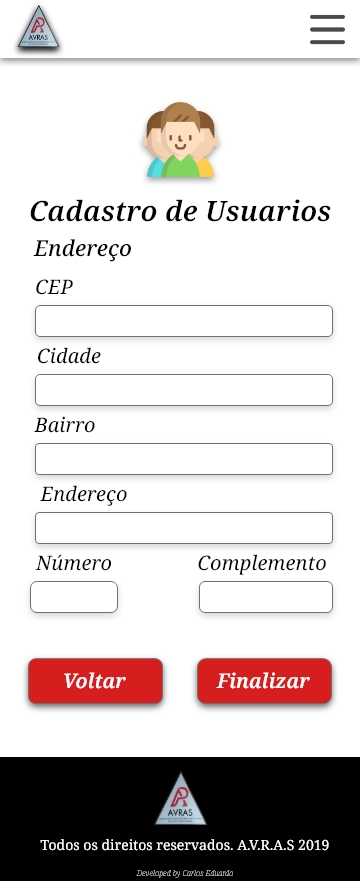 AVRAS
Cadastro de Usuarios
Endereço
CEP
Cidade
Bairro
Endereço
Número Complemento
Voltar Finalizar
AVRAS
Todos os direitos reservados. A.V.R.A.S 2019
Developed by Carlos Eduardo